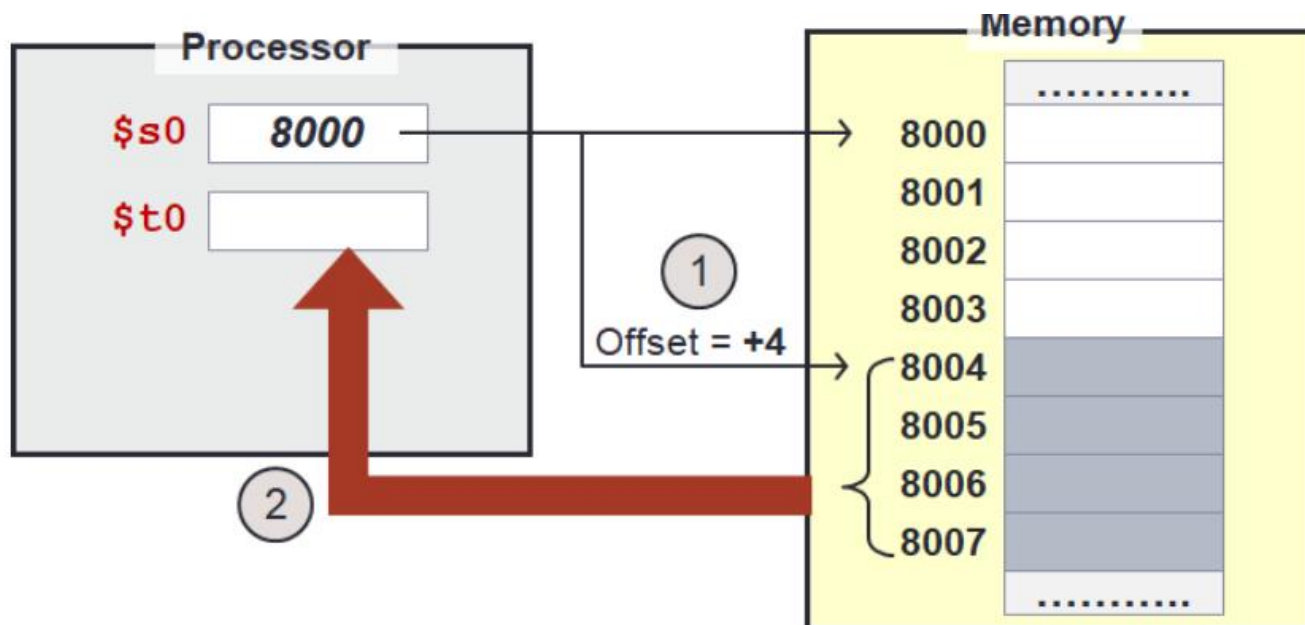 Processor
$s0 8000
$t0
1
Offset = +4
2
Memory
...........
8000
8001
8002
8003
8004
8005
8006
8007
...........